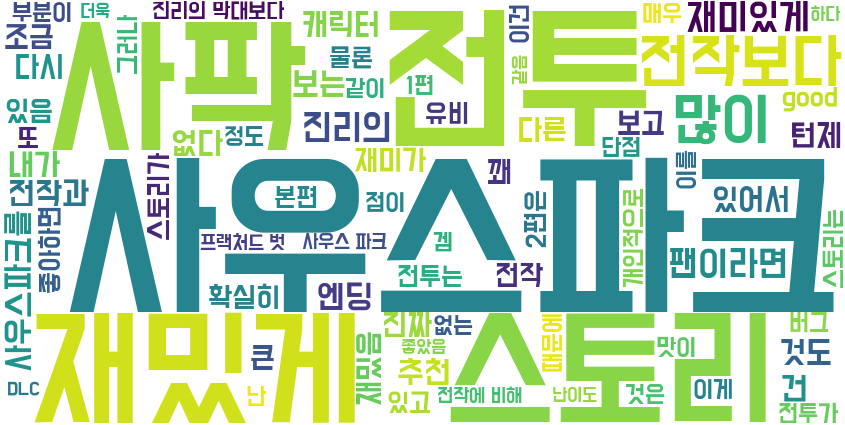 부분이 더욱 진리의 막대보다 캐릭터 이건 매우 재미있게 하다
조금 그러나 사팍 물론 전투 같음 전작보다
다시 보는 같이 1편
있음 유비 많이 good
또 없다 정도 진리의 다른 보고 턴제
내가 재미가 꽤 단점 이를
전작과 스토리가 사우스파크 본편 점이 2편은 개인적으로 있어서
사우스파크를 좋아하면 프랙처드 벗 사우스 파크 겜 팬이라면 스토리는
확실히 엔딩 전투는 전작
재밌게 스토리 진짜 없는 때문에 버그
큰 재밌음 좋았음 맛이 것도
DLC 난 추천 건
있고 전작에 비해 난이도 것은 이게 전투가